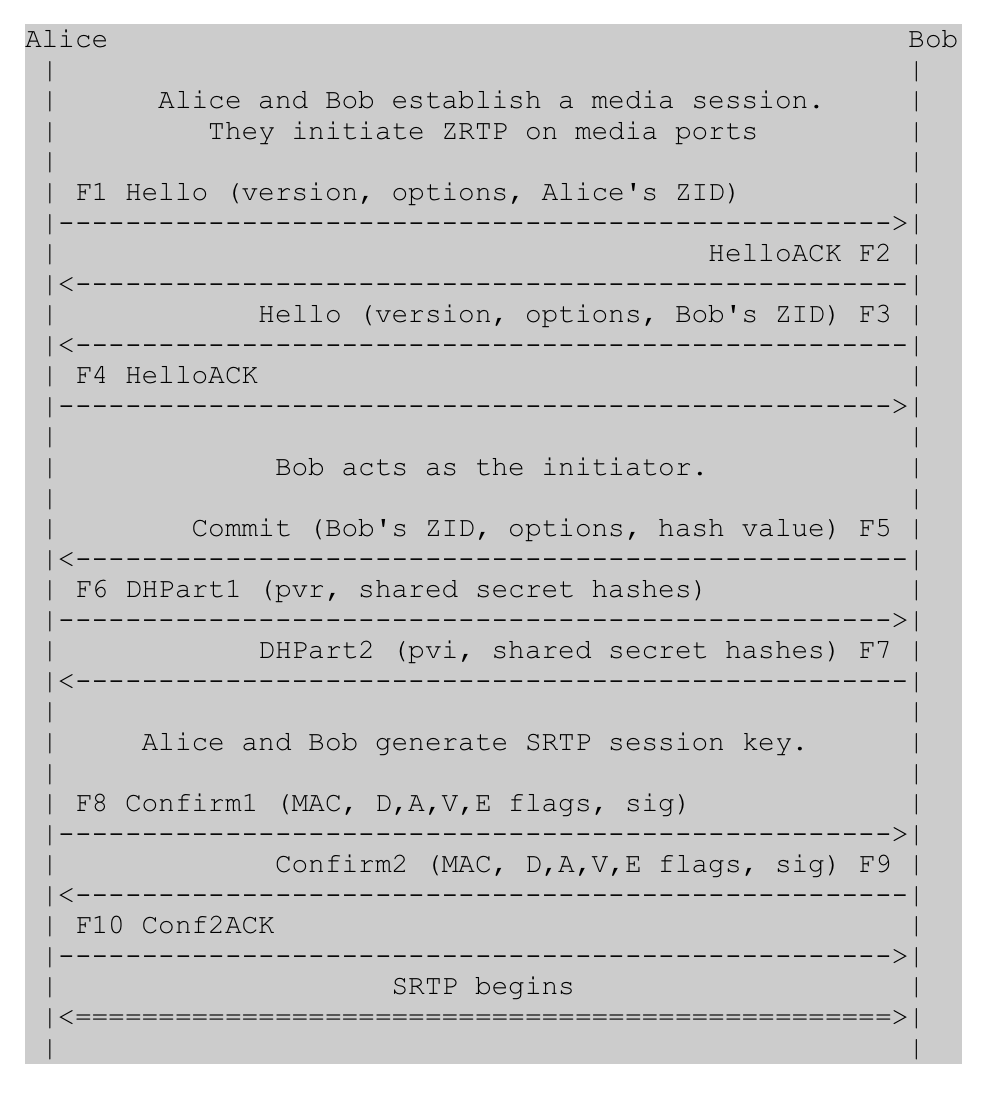 Alice                                                Bob
 |                                                   |
 |      Alice and Bob establish a media session.     |
 |         They initiate ZRTP on media ports         |
 |                                                   |
 | F1 Hello (version, options, Alice's ZID)          |
 |-------------------------------------------------->|
 |                                       HelloACK F2 |
 |<--------------------------------------------------|
 |            Hello (version, options, Bob's ZID) F3 |
 |<--------------------------------------------------|
 | F4 HelloACK                                       |
 |-------------------------------------------------->|
 |                                                   |
 |             Bob acts as the initiator.            |
 |                                                   |
 |        Commit (Bob's ZID, options, hash value) F5 |
 |<--------------------------------------------------|
 | F6 DHPart1 (pvr, shared secret hashes)            |
 |-------------------------------------------------->|
 |            DHPart2 (pvi, shared secret hashes) F7 |
 |<--------------------------------------------------|
 |                                                   |
 |     Alice and Bob generate SRTP session key.      |
 |                                                   |
 | F8 Confirm1 (MAC, D,A,V,E flags, sig)             |
 |-------------------------------------------------->|
 |             Confirm2 (MAC, D,A,V,E flags, sig) F9 |
 |<--------------------------------------------------|
 | F10 Conf2ACK                                      |
 |-------------------------------------------------->|
 |                    SRTP begins                    |
 |<=================================================>|
 |                                                   |